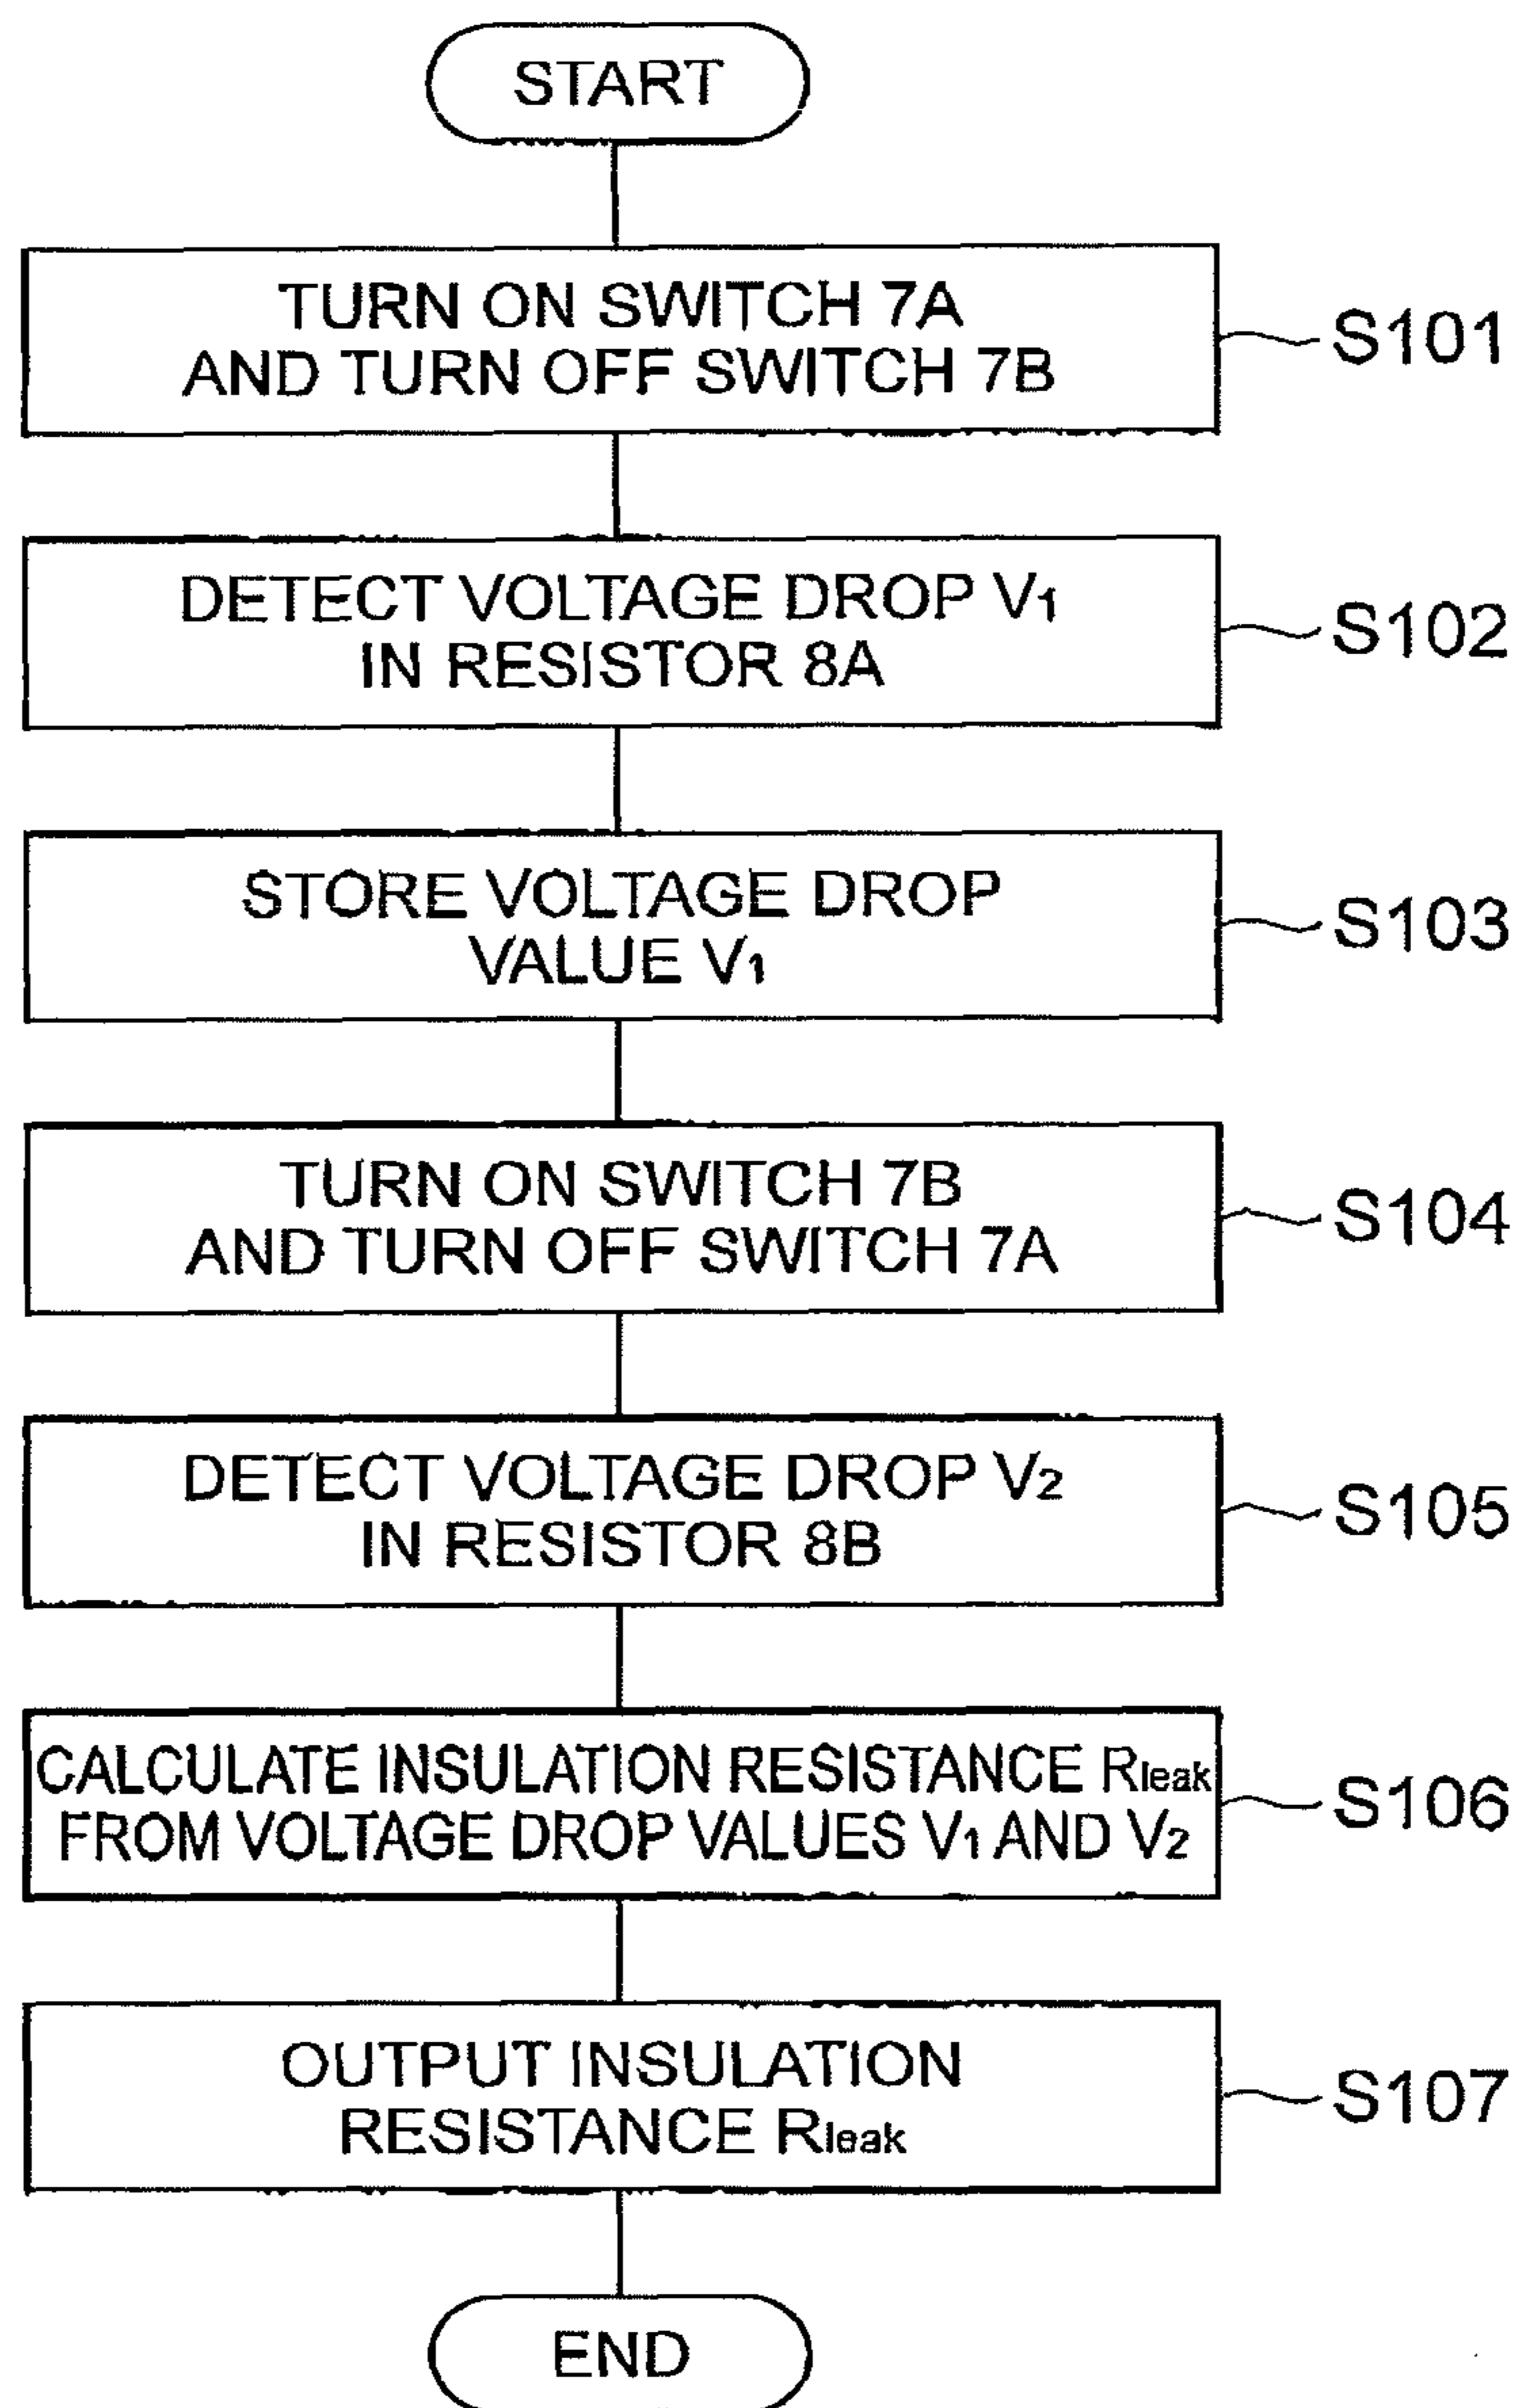 START
TURN ON SWITCH 7A
AND TURN OFF SWITCH 7B
S101
DETECT VOLTAGE DROP V1
IN RESISTOR 8A
S102
STORE VOLTAGE DROP
VALUE V1
S103
TURN ON SWITCH 7B
AND TURN OFF SWITCH 7A
S104
DETECT VOLTAGE DROP V2
IN RESISTOR 8B
S105
CALCULATE INSULATION RESISTANCE Rleak
FROM VOLTAGE DROP VALUES V1 AND V2
S106
OUTPUT INSULATION
RESISTANCE Rleak
S107
END